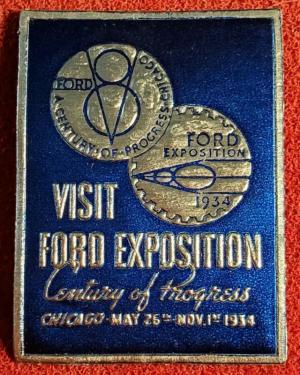 FORD
V8
A·CENTURY·OF·PROGRESS·CHICAGO
FORD
EXPOSITION
1934
VISIT
FORD EXPOSITION
Century of Progress
CHICAGO-MAY 26TH-NOV.1ST 1934